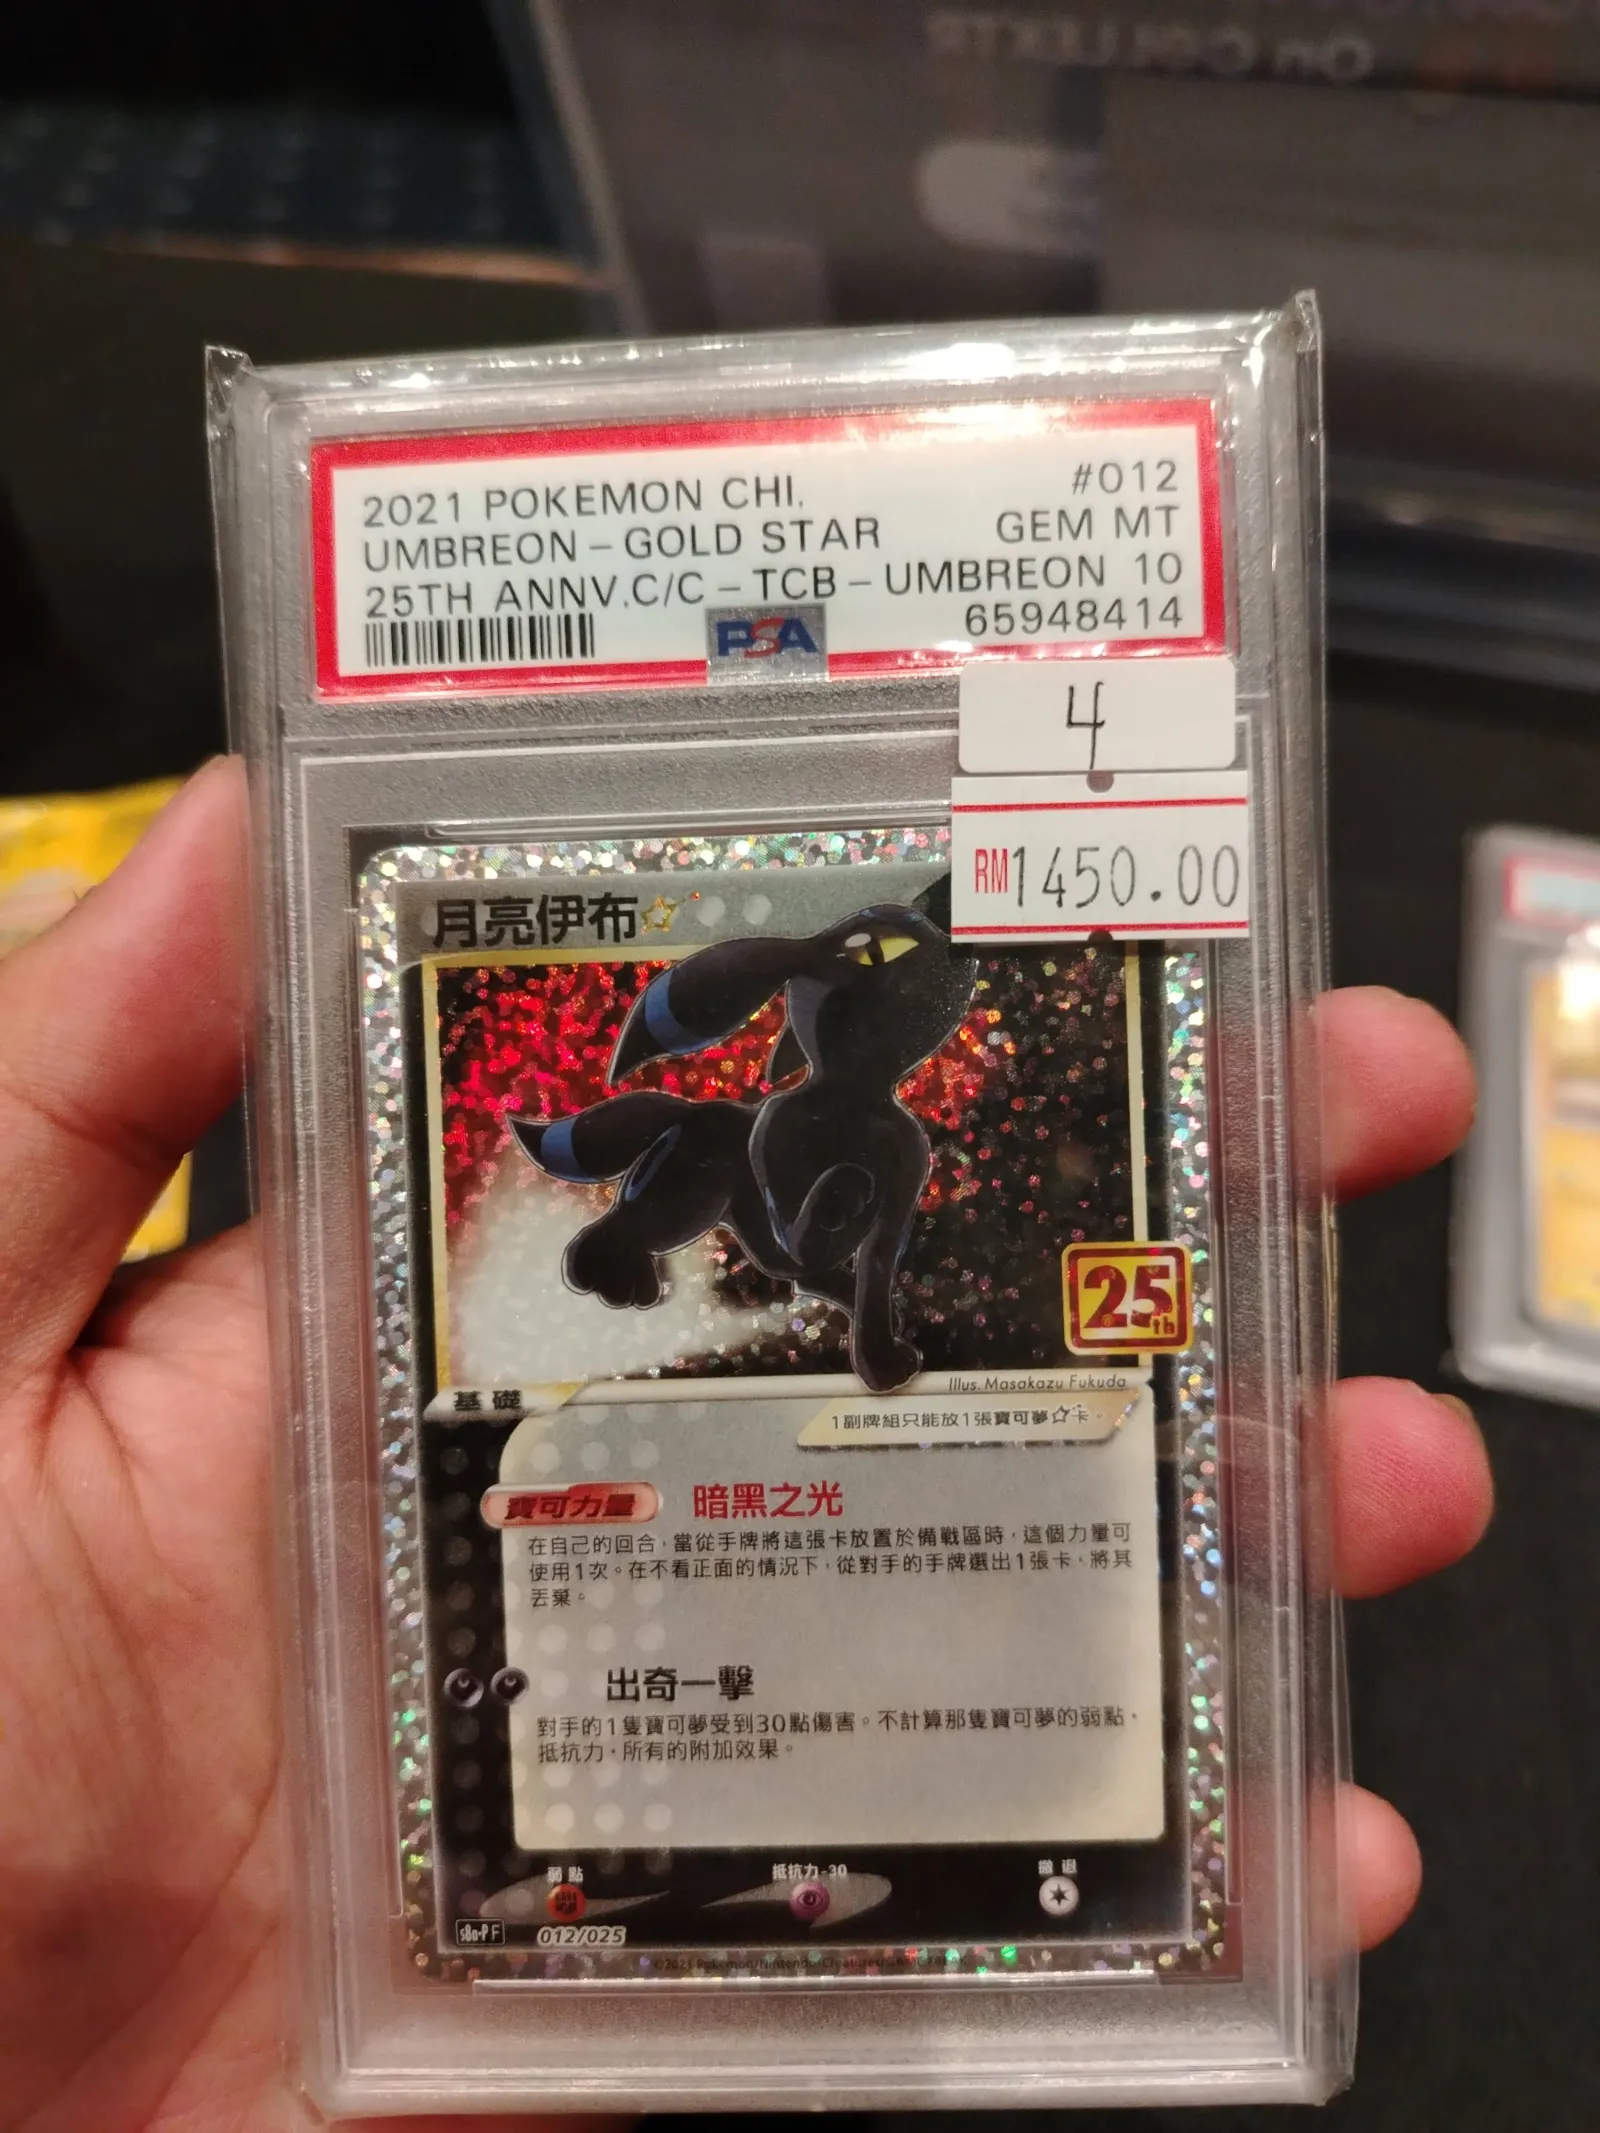 2021 POKEMON CHI. #012
UMBREON - GOLD STAR GEM MT
25TH ANNV.C/C - TCB - UMBREON 10
65948414
PSA
4
RM1450.00
月亮伊布☆
25th
Illus. Masakazu Fukuda
基礎
1副牌組只能放1張寶可夢☆卡。
寶可力量 暗黑之光
在自己的回合,當從手牌將這張卡放置於備戰區時,這個力量可
使用1次。在不看正面的情況下,從對手的手牌選出1張卡,將其
丟棄。
出奇一擊
對手的1隻寶可夢受到30點傷害。不計算那隻寶可夢的弱點、
抵抗力、所有的附加效果。
弱點 抵抗力-30 撤退
s8a-P F 012/025
©2021 Pokémon/Nintendo/Creatures/GAME FREAK